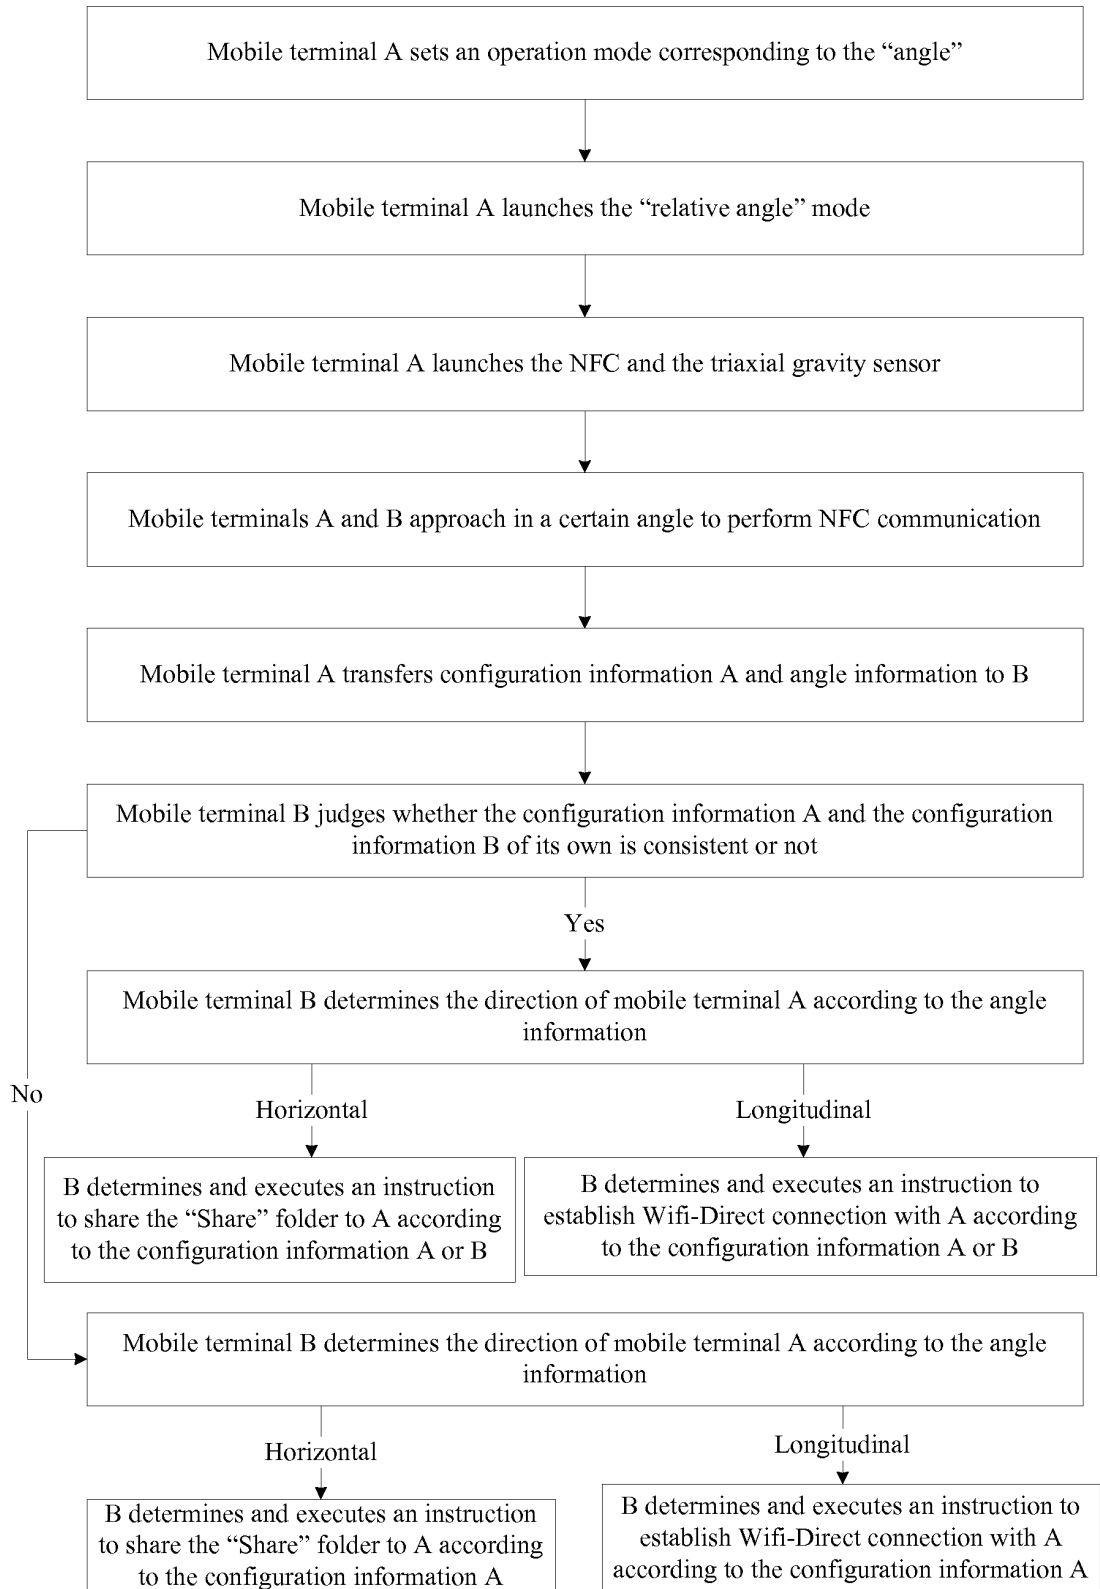 Mobile terminal A sets an operation mode corresponding to the “angle”
Mobile terminal A launches the “relative angle” mode
Mobile terminal A launches the NFC and the triaxial gravity sensor
Mobile terminals A and B approach in a certain angle to perform NFC communication
Mobile terminal A transfers configuration information A and angle information to B
Mobile terminal B judges whether the configuration information A and the configuration
information B of its own is consistent or not
Yes
Mobile terminal B determines the direction of mobile terminal A according to the angle
information
No
Horizontal
Longitudinal
B determines and executes an instruction
to share the “Share” folder to A according
to the configuration information A or B
B determines and executes an instruction to
establish Wifi-Direct connection with A according
to the configuration information A or B
Mobile terminal B determines the direction of mobile terminal A according to the angle
information
Horizontal
Longitudinal
B determines and executes an instruction
to share the “Share” folder to A according
to the configuration information A
B determines and executes an instruction to
establish Wifi-Direct connection with A
according to the configuration information A